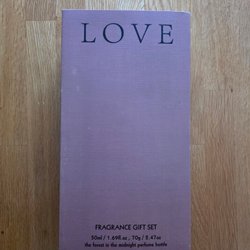 LOVE
FRAGRANCE GIFT SET
50ml / 1.69fl.oz , 70g / 2.47oz
the forest in the midnight perfume bottle